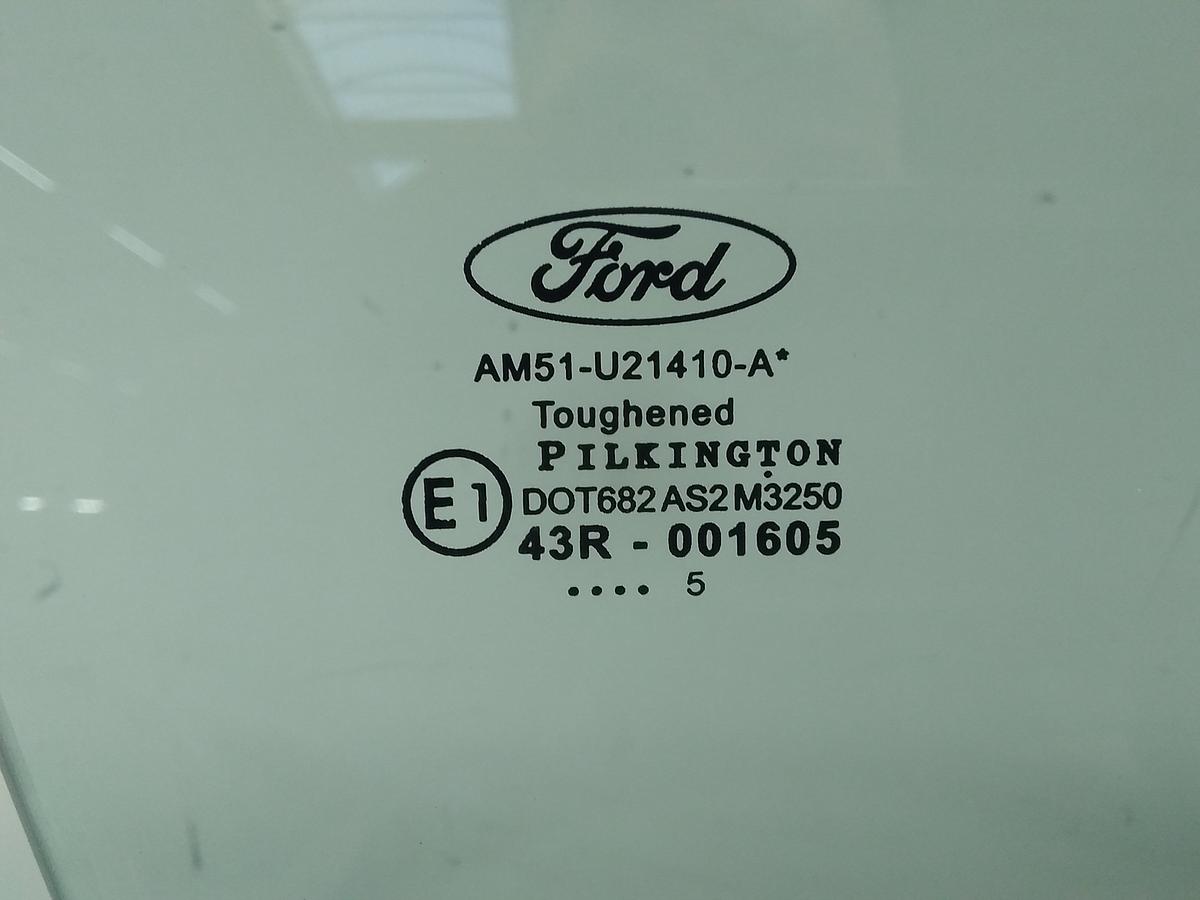 Ford
AM51-U21410-A*
Toughened
PILKINGTON
E1 DOT682 AS2 M3250
43R - 001605
.... 5